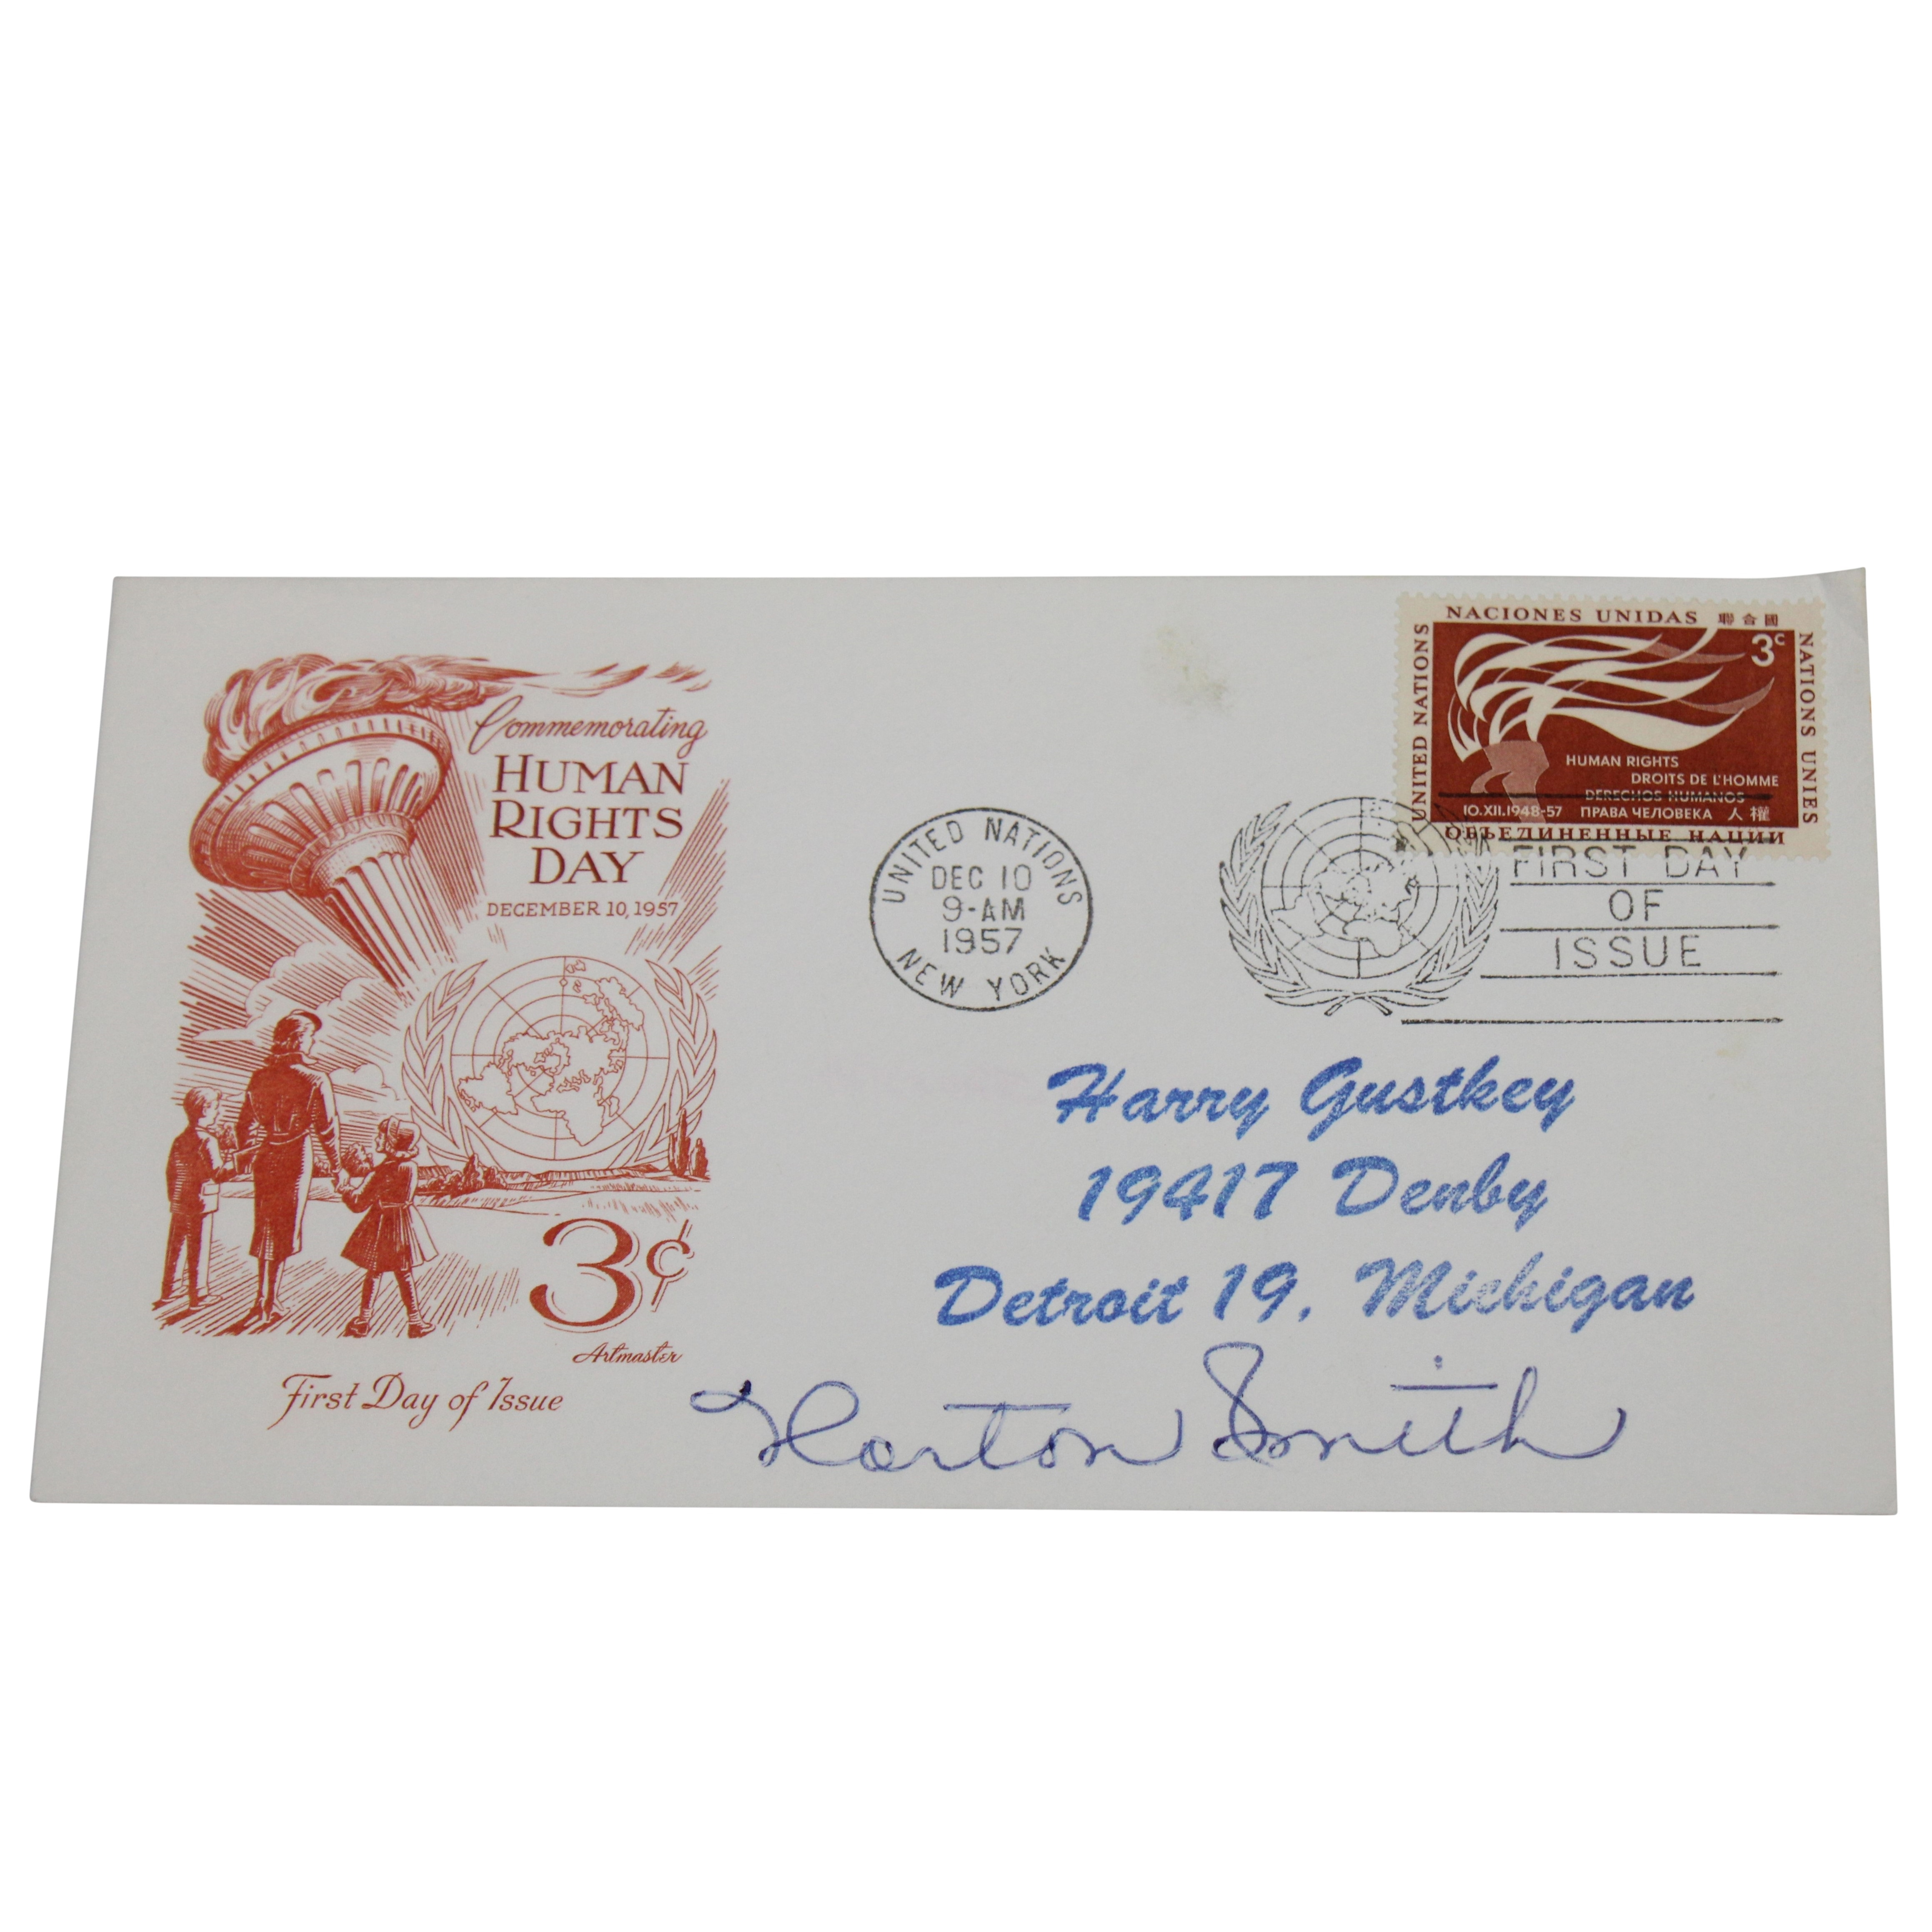 Commemorating
HUMAN
RIGHTS
DAY
DECEMBER 10, 1957
3¢
Artmaster
First Day of Issue
UNITED NATIONS
DEC 10
9-AM
1957
NEW YORK
NACIONES UNIDAS 聯合國
UNITED NATIONS
NATIONS UNIES
3c
HUMAN RIGHTS
DROITS DE L'HOMME
DERECHOS HUMANOS
10.XII.1948-57 ПРАВА ЧЕЛОВЕКА 人權
ОБЪЕДИНЕННЫЕ НАЦИИ
FIRST DAY
OF
ISSUE
Harry Gustkey
19417 Denby
Detroit 19, Michigan
Horton Smith